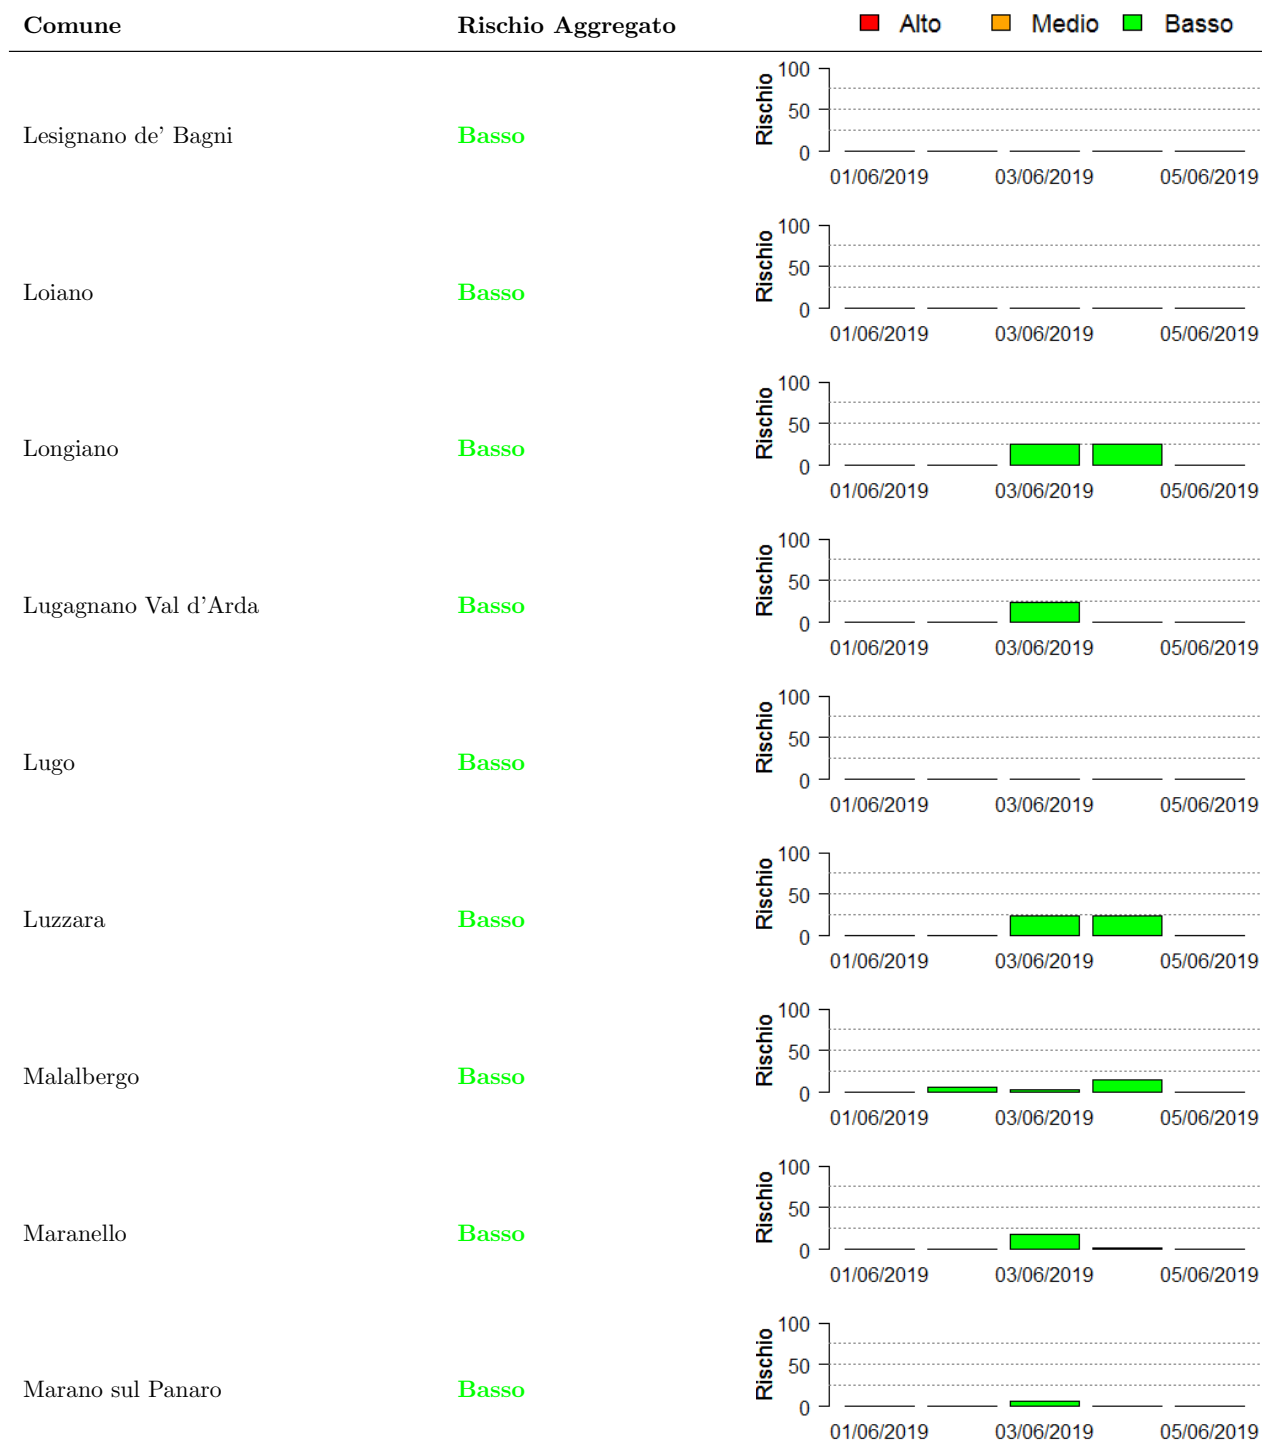 Comune Rischio Aggregato Alto Medio Basso
Lesignano de' Bagni Basso Rischio 100 50 0
01/06/2019 03/06/2019 05/06/2019
Loiano Basso Rischio 100 50 0
01/06/2019 03/06/2019 05/06/2019
Longiano Basso Rischio 100 50 0
01/06/2019 03/06/2019 05/06/2019
Lugagnano Val d'Arda Basso Rischio 100 50 0
01/06/2019 03/06/2019 05/06/2019
Lugo Basso Rischio 100 50 0
01/06/2019 03/06/2019 05/06/2019
Luzzara Basso Rischio 100 50 0
01/06/2019 03/06/2019 05/06/2019
Malalbergo Basso Rischio 100 50 0
01/06/2019 03/06/2019 05/06/2019
Maranello Basso Rischio 100 50 0
01/06/2019 03/06/2019 05/06/2019
Marano sul Panaro Basso Rischio 100 50 0
01/06/2019 03/06/2019 05/06/2019